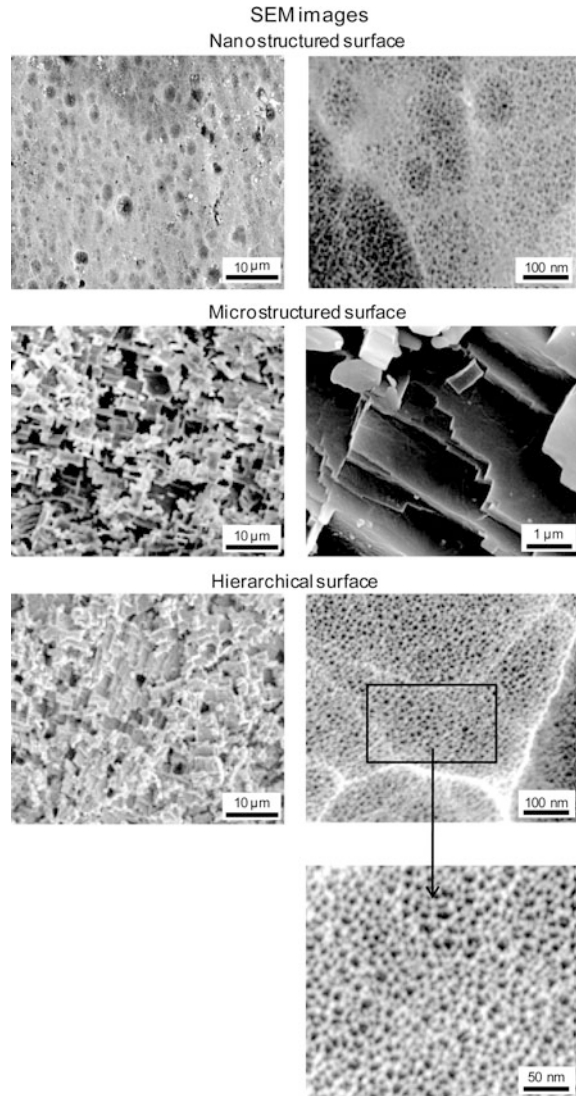 SEM images
Nanostructured surface
10 µm
100 nm
Microstructured surface
10 µm
1 µm
Hierarchical surface
10 µm
100 nm
50 nm